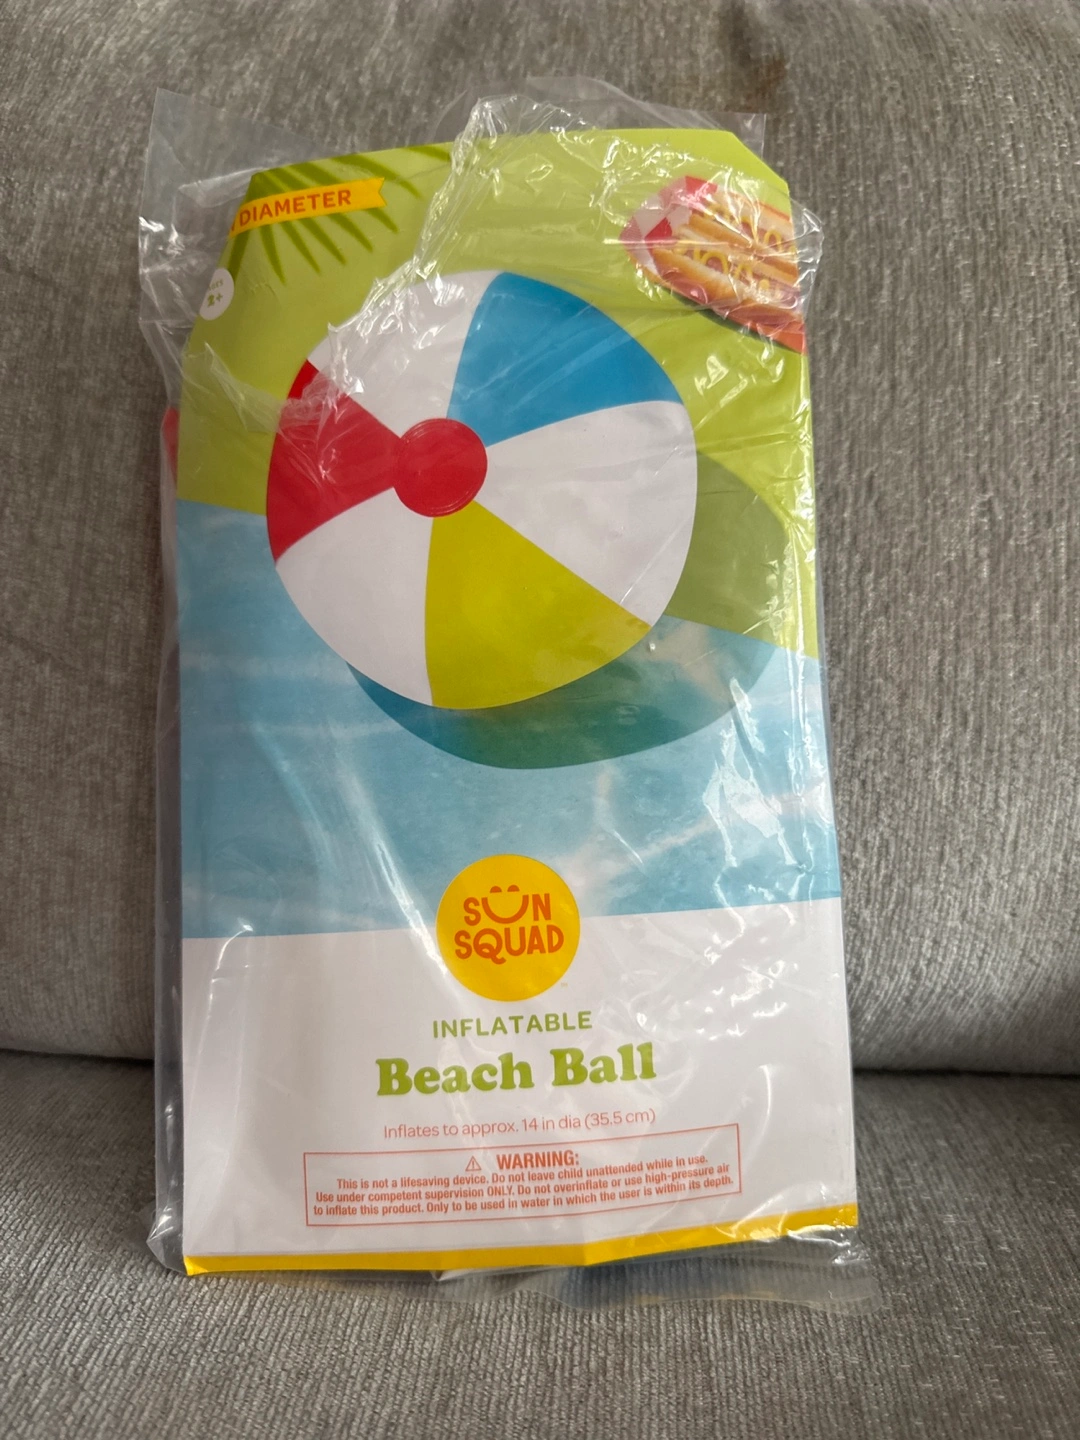 DIAMETER
AGES
2+
SUN
SQUAD
INFLATABLE
Beach Ball
Inflates to approx. 14 in dia (35.5 cm)
⚠ WARNING:
This is not a lifesaving device. Do not leave child unattended while in use.
Use under competent supervision ONLY. Do not overinflate or use high-pressure air
to inflate this product. Only to be used in water in which the user is within its depth.